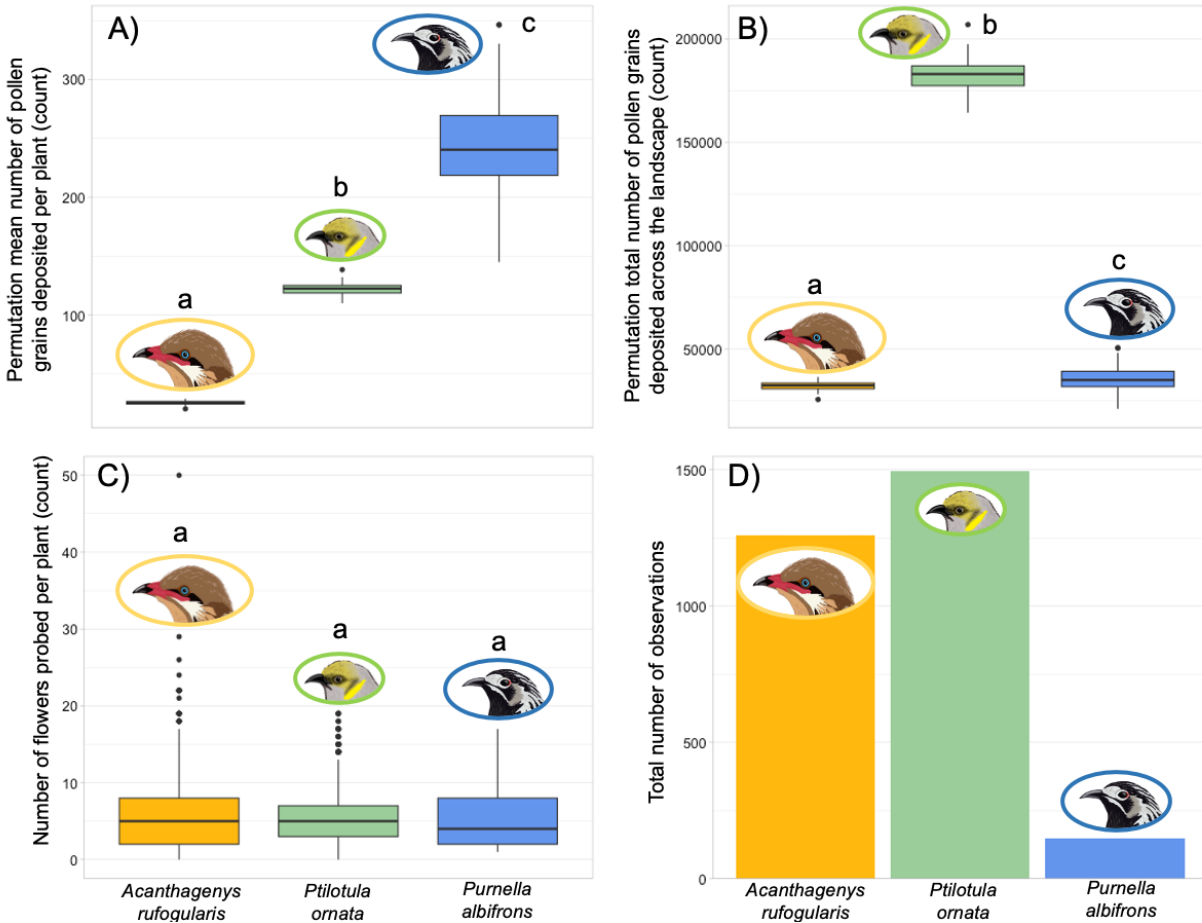 A)
Permutation mean number of pollen
grains deposited per plant (count)
300
200
100
a
b
c
B)
Permutation total number of pollen grains
deposited across the landscape (count)
200000
150000
100000
50000
a
b
c
C)
Number of flowers probed per plant (count)
50
40
30
20
10
0
a
a
a
Acanthagenys
rufogularis
Ptilotula
ornata
Purnella
albifrons
D)
Total number of observations
1500
1000
500
0
Acanthagenys
rufogularis
Ptilotula
ornata
Purnella
albifrons